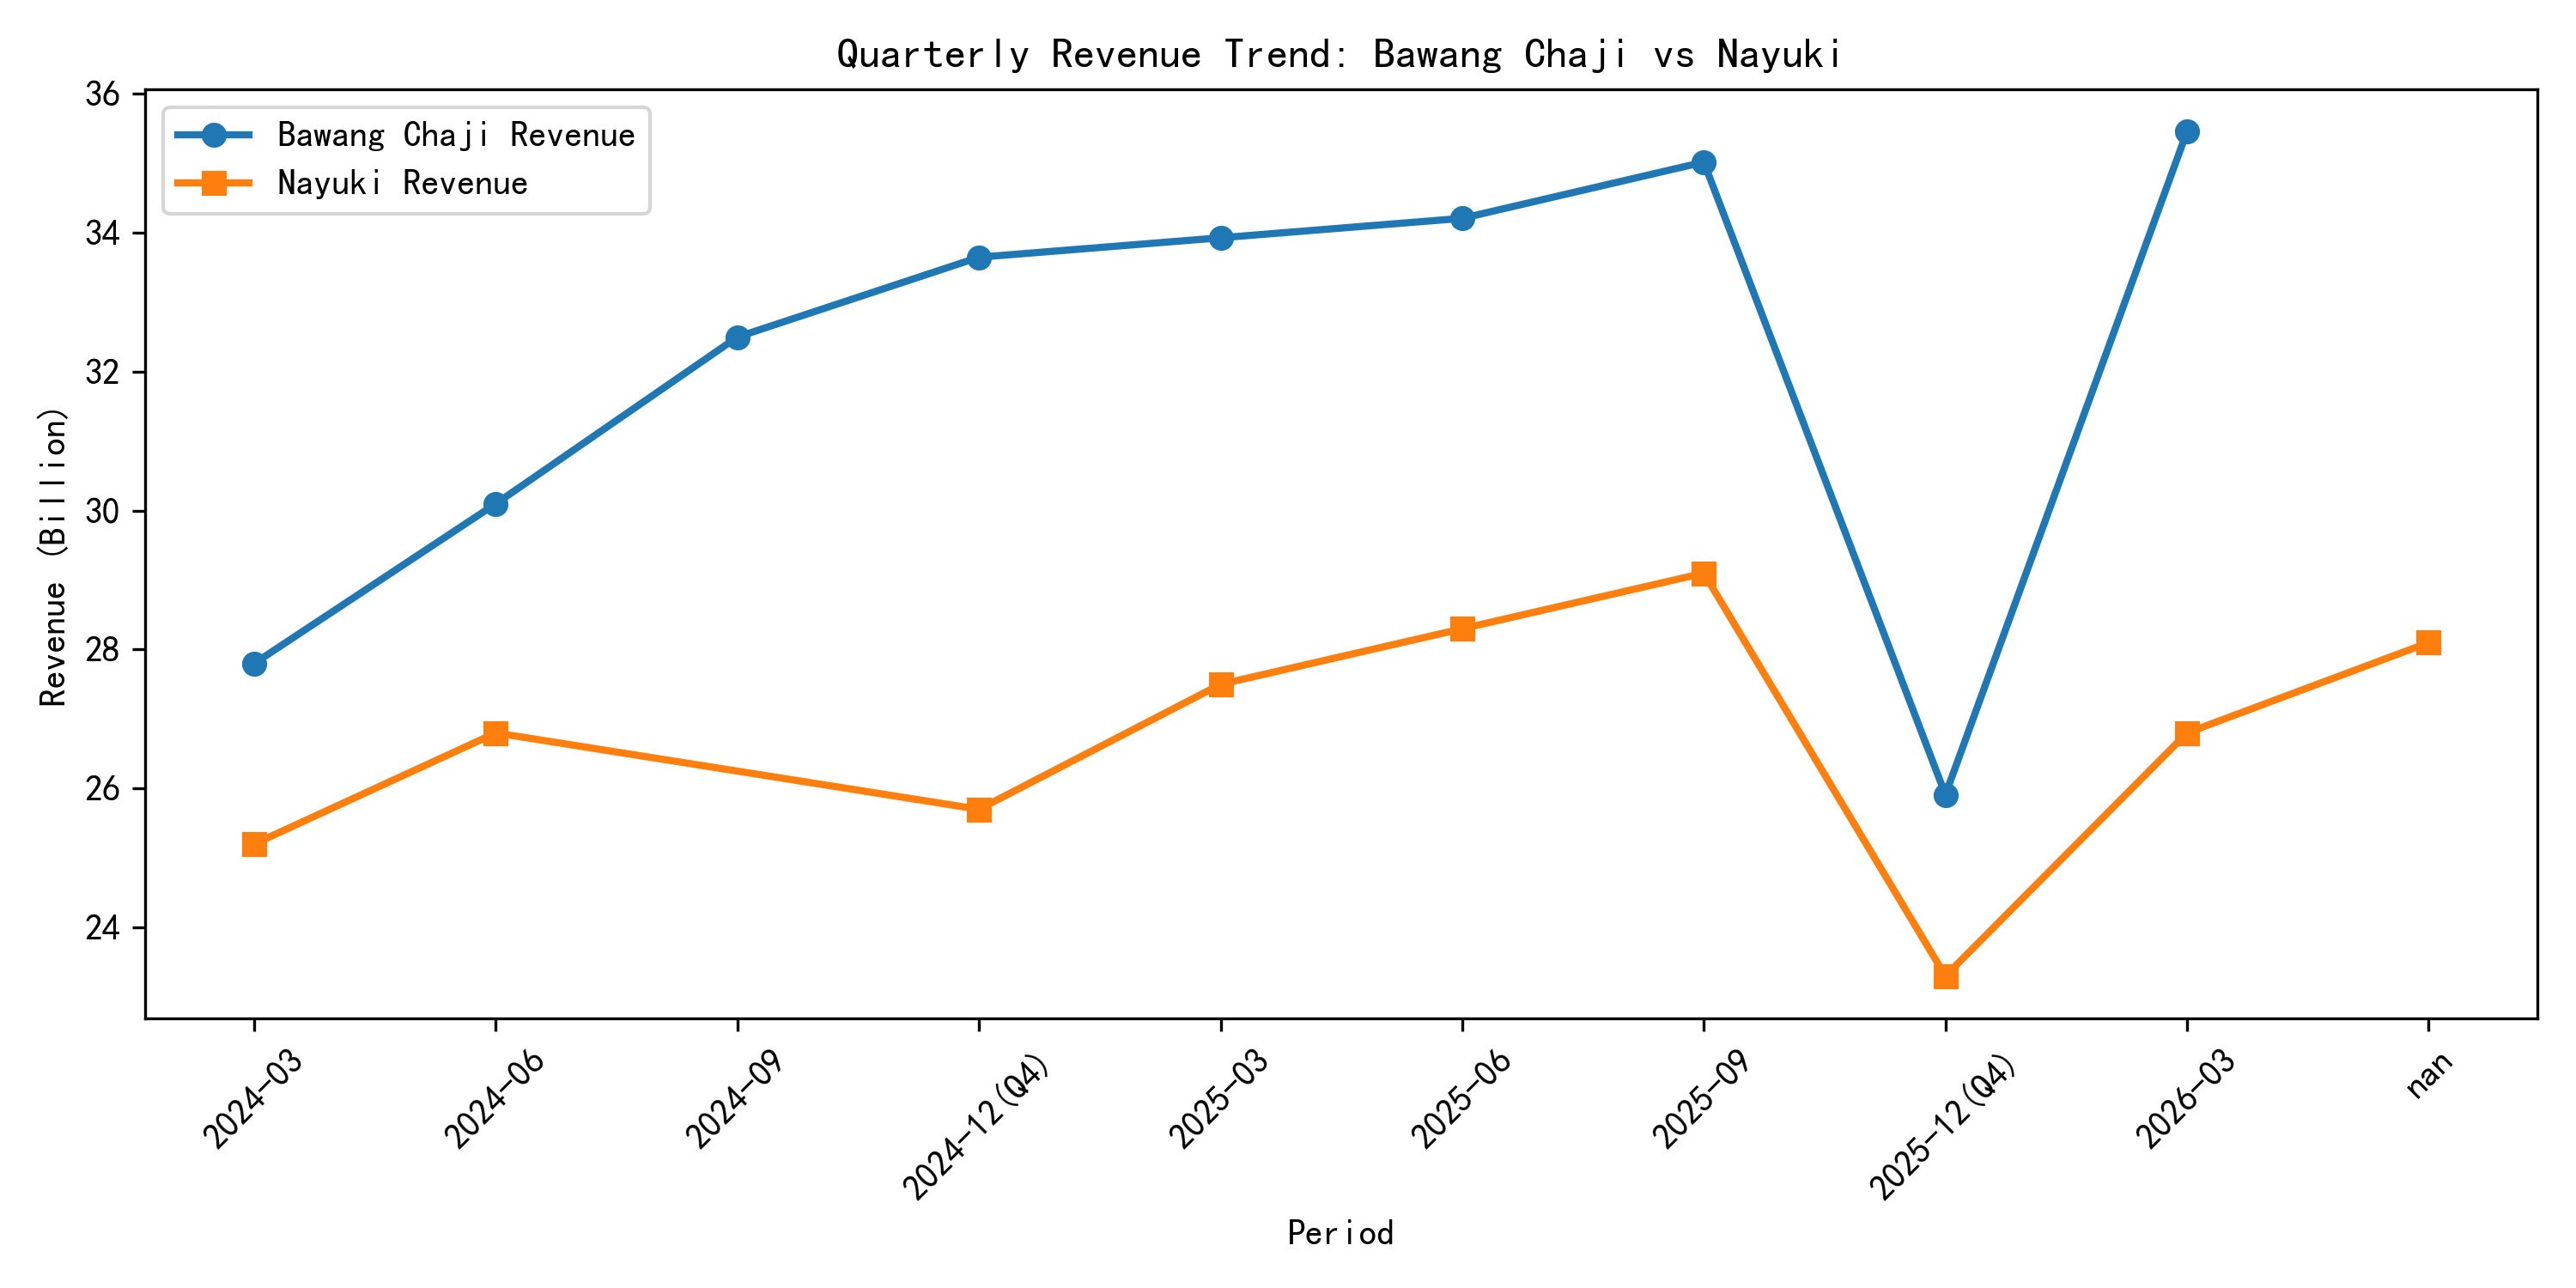 Quarterly Revenue Trend: Bawang Chaji vs Nayuki
Bawang Chaji Revenue
Nayuki Revenue
Revenue (Billion)
36
34
32
30
28
26
24
2024-03
2024-06
2024-09
2024-12(Q4)
2025-03
2025-06
2025-09
2025-12(Q4)
2026-03
nan
Period